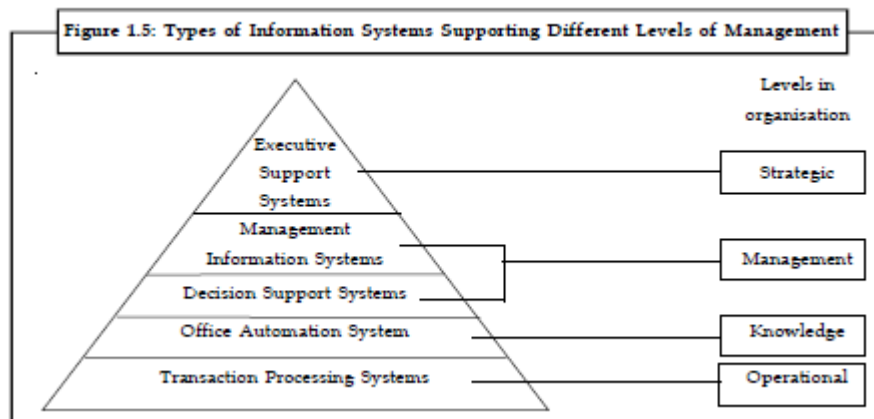 Figure 1.5: Types of Information Systems Supporting Different Levels of Management
Levels in
organisation
Executive
Support
Systems
Strategic
Management
Information Systems
Management
Decision Support Systems
Office Automation System
Knowledge
Transaction Processing Systems
Operational